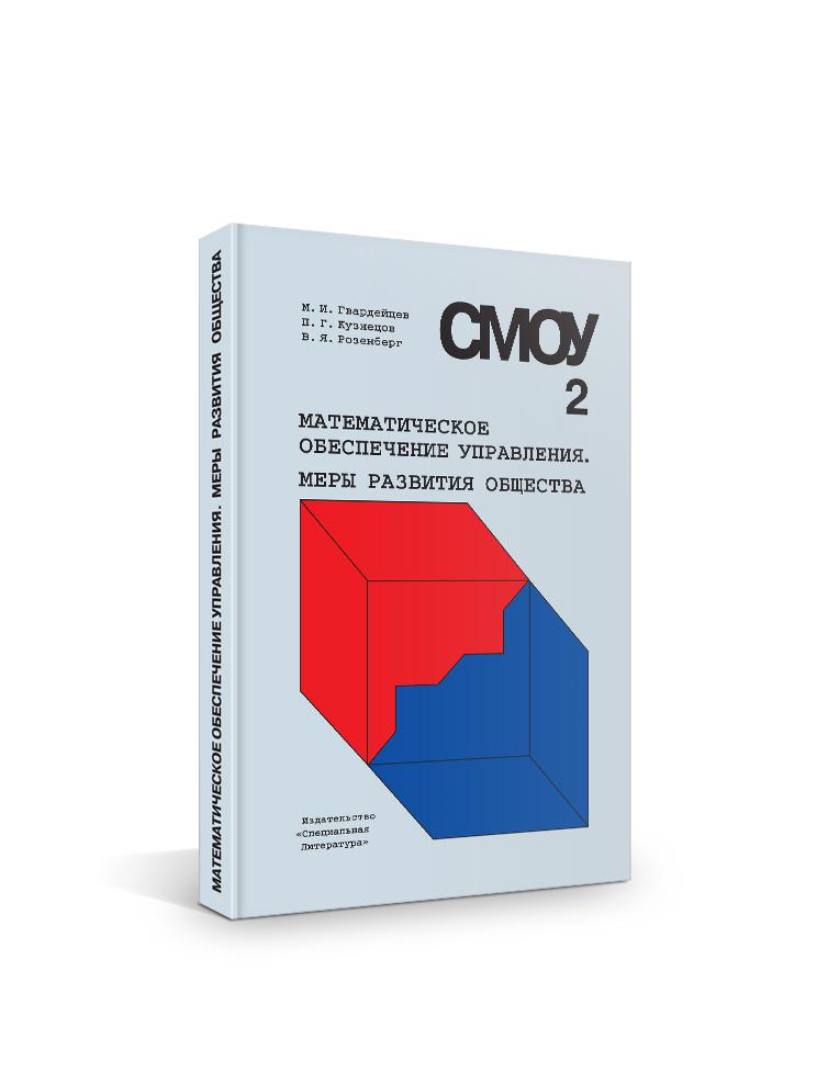 МАТЕМАТИЧЕСКОЕ ОБЕСПЕЧЕНИЕ УПРАВЛЕНИЯ. МЕРЫ РАЗВИТИЯ ОБЩЕСТВА
М. И. Гвардейцев
П. Г. Кузнецов
В. Я. Розенберг
СМОУ
2
МАТЕМАТИЧЕСКОЕ
ОБЕСПЕЧЕНИЕ УПРАВЛЕНИЯ.
МЕРЫ РАЗВИТИЯ ОБЩЕСТВА
Издательство
«Специальная
Литература»